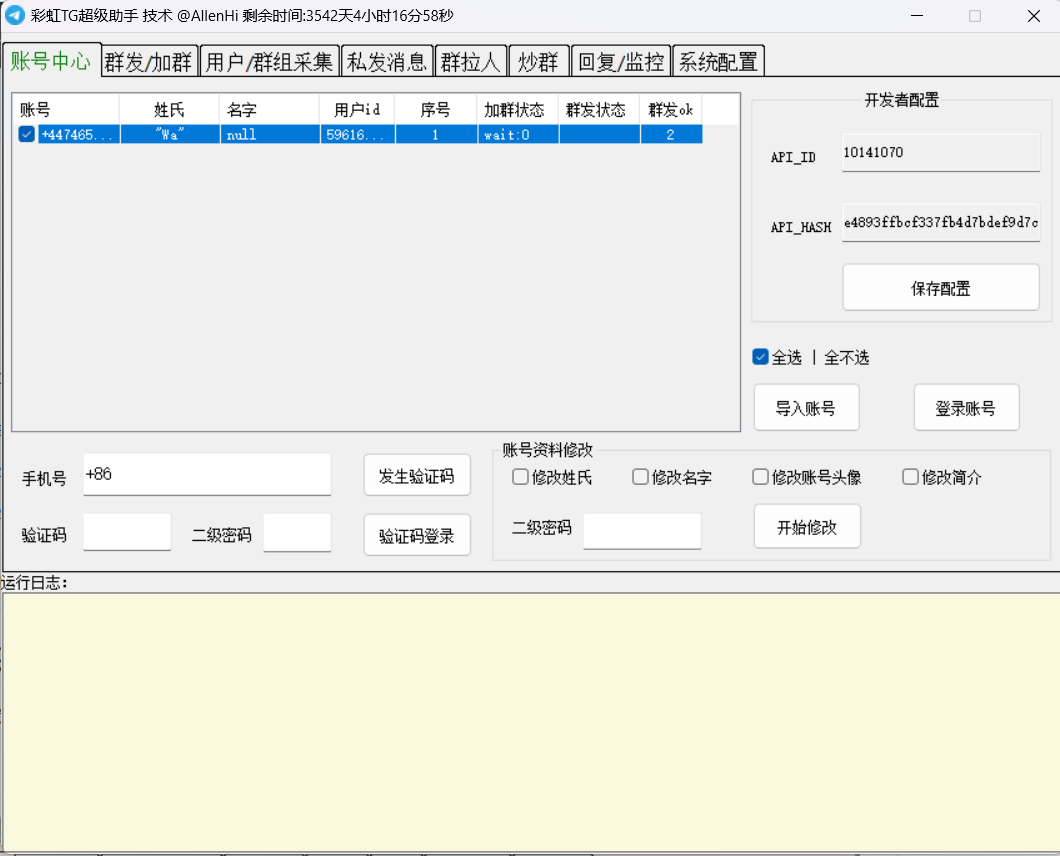 彩虹TG超级助手 技术 @AllenHi 剩余时间:3542天4小时16分58秒
账号中心 群发/加群 用户/群组采集 私发消息 群拉人 炒群 回复/监控 系统配置
账号 姓氏 名字 用户id 序号 加群状态 群发状态 群发ok
+447465... "Wa" null 59616... 1 wait:0 2
开发者配置
API_ID 10141070
API_HASH e4893ffbcf337fb4d7bdef9d7c
保存配置
全选 | 全不选
导入账号 登录账号
手机号 +86 发生验证码
验证码 二级密码 验证码登录
账号资料修改
修改姓氏 修改名字 修改账号头像 修改简介
二级密码 开始修改
运行日志: